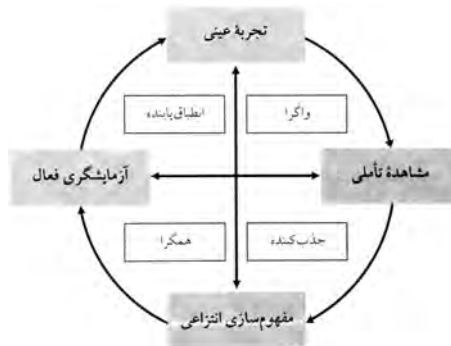 تجربهٔ عینی
واگرا
انطباق‌یابنده
مشاهدهٔ تأملی
آزمایشگری فعال
جذب‌کننده
همگرا
مفهوم‌سازی انتزاعی